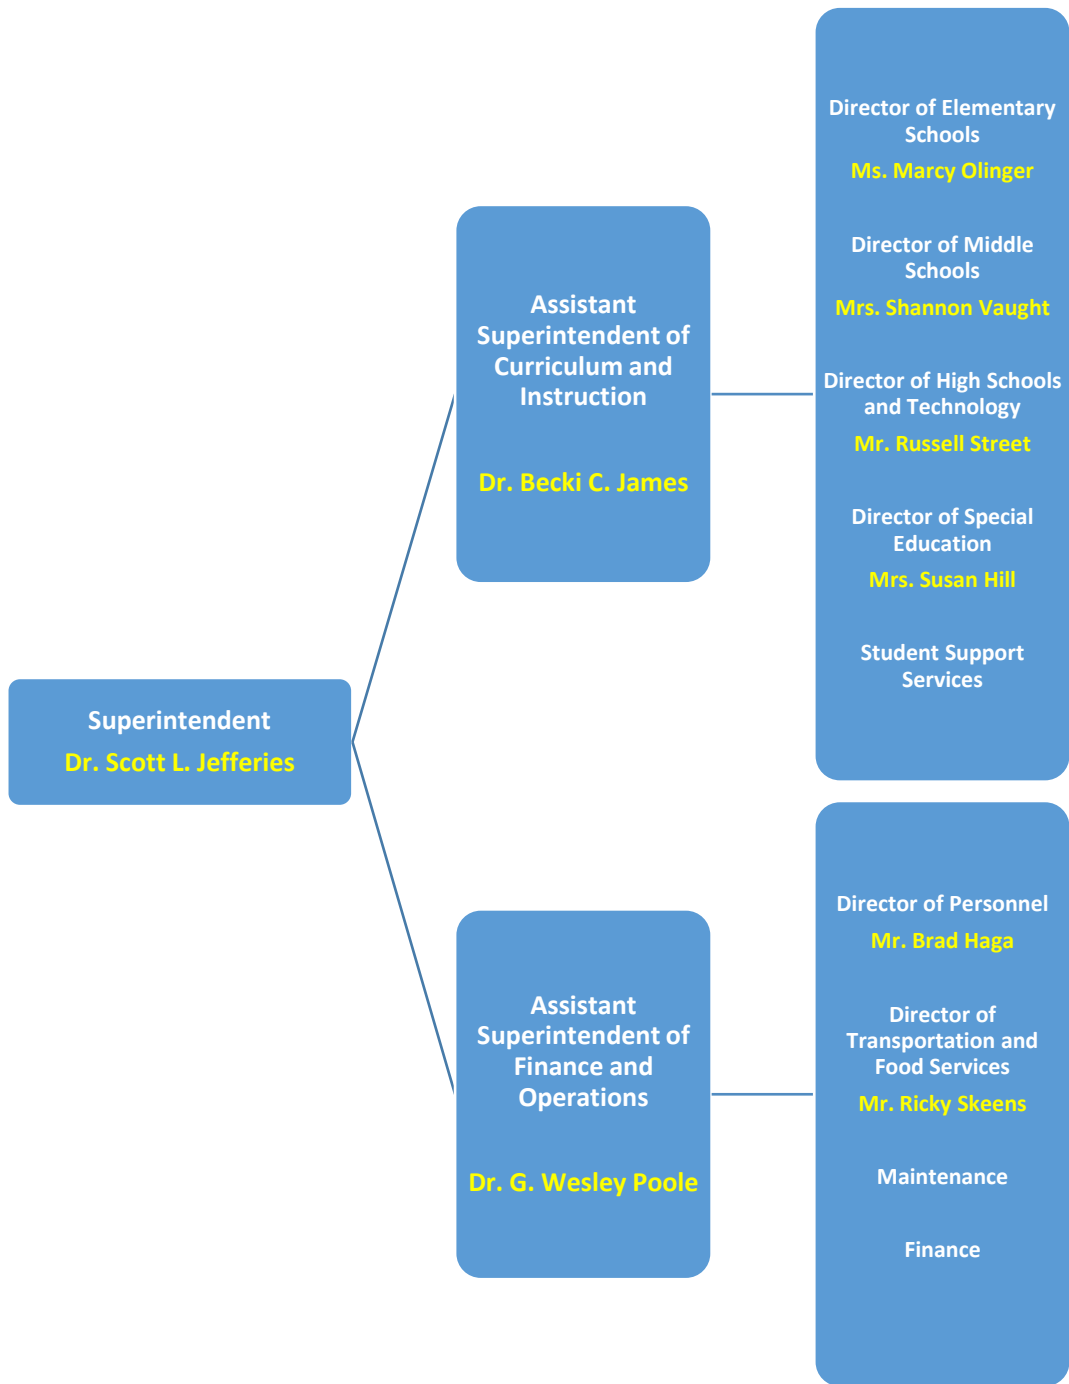 Superintendent
Dr. Scott L. Jefferies
Assistant
Superintendent of
Curriculum and
Instruction
Dr. Becki C. James
Director of Elementary
Schools
Ms. Marcy Olinger
Director of Middle
Schools
Mrs. Shannon Vaught
Director of High Schools
and Technology
Mr. Russell Street
Director of Special
Education
Mrs. Susan Hill
Student Support
Services
Assistant
Superintendent of
Finance and
Operations
Dr. G. Wesley Poole
Director of Personnel
Mr. Brad Haga
Director of
Transportation and
Food Services
Mr. Ricky Skeens
Maintenance
Finance